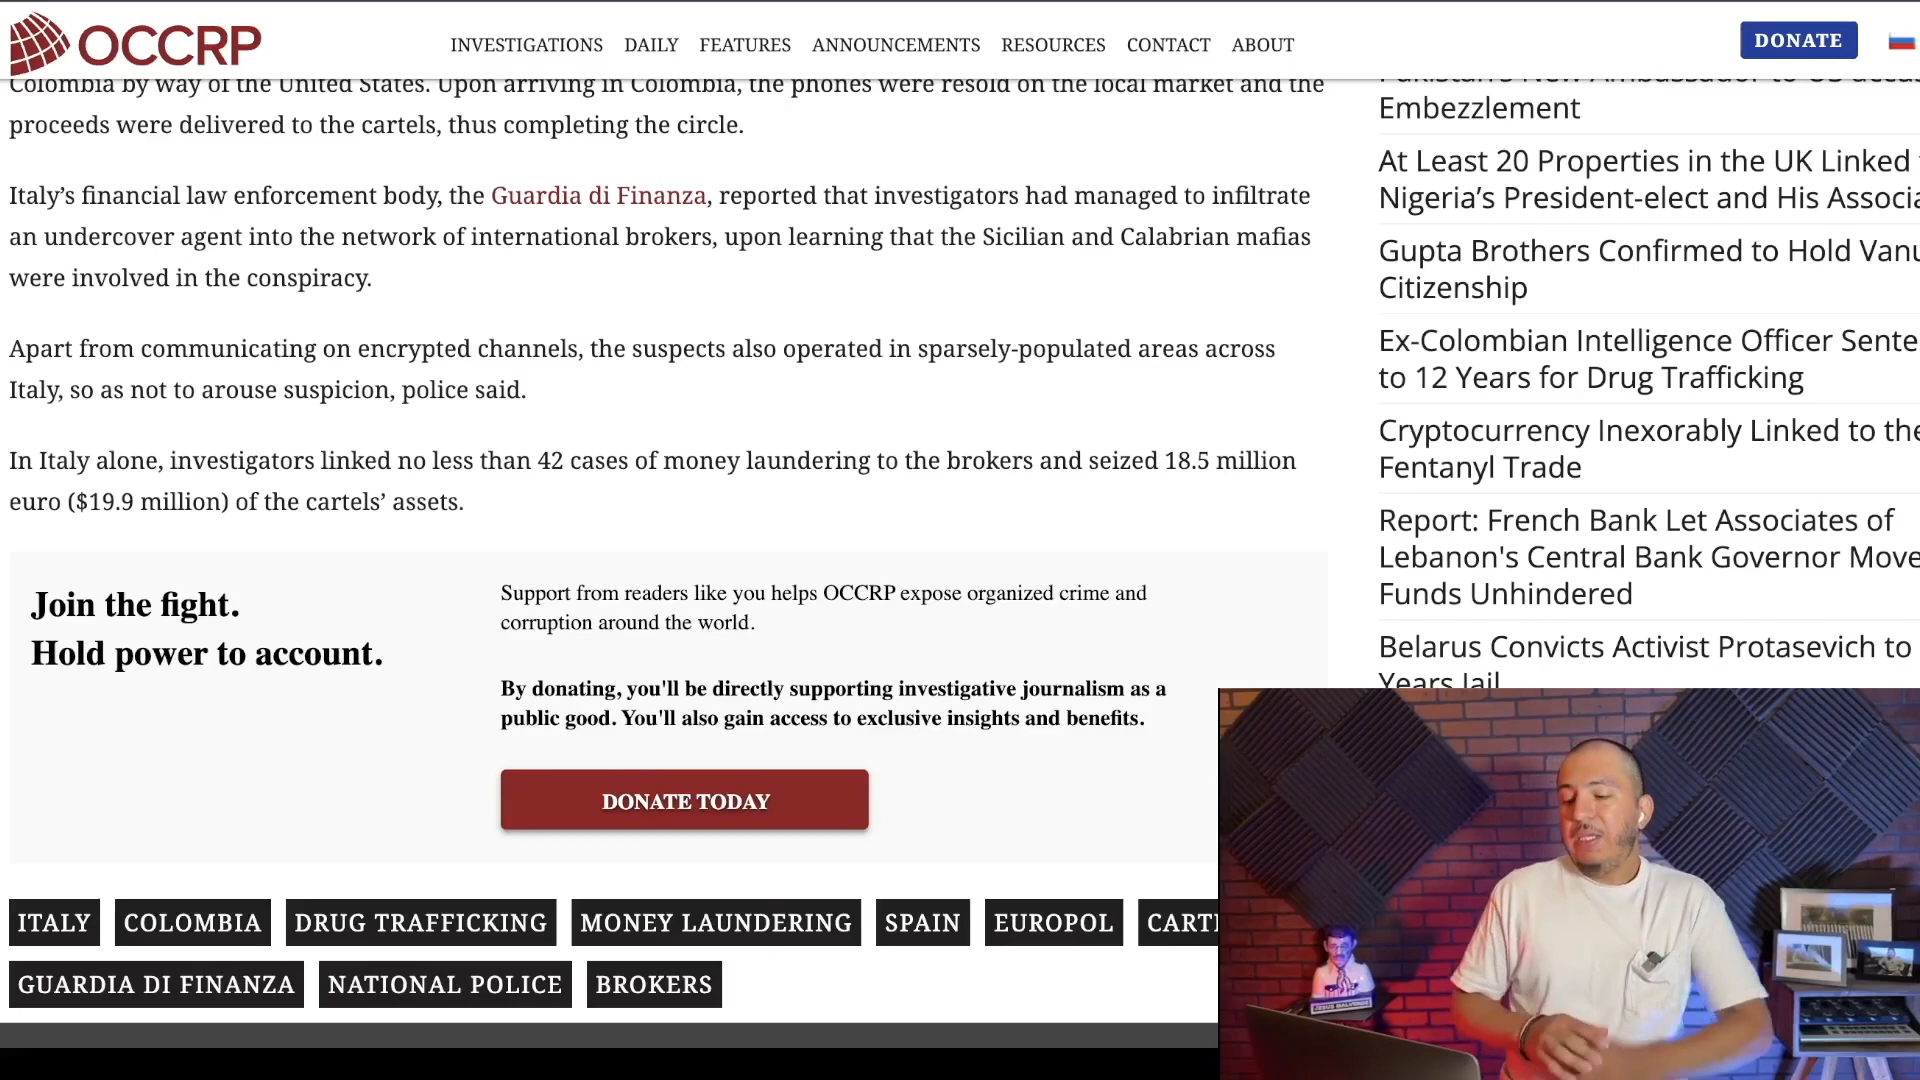 OCCRP
INVESTIGATIONS DAILY FEATURES ANNOUNCEMENTS RESOURCES CONTACT ABOUT
DONATE
Colombia by way of the United States. Upon arriving in Colombia, the phones were resold on the local market and the
proceeds were delivered to the cartels, thus completing the circle.
Italy’s financial law enforcement body, the Guardia di Finanza, reported that investigators had managed to infiltrate
an undercover agent into the network of international brokers, upon learning that the Sicilian and Calabrian mafias
were involved in the conspiracy.
Apart from communicating on encrypted channels, the suspects also operated in sparsely-populated areas across
Italy, so as not to arouse suspicion, police said.
In Italy alone, investigators linked no less than 42 cases of money laundering to the brokers and seized 18.5 million
euro ($19.9 million) of the cartels’ assets.
Join the fight.
Hold power to account.
Support from readers like you helps OCCRP expose organized crime and
corruption around the world.
By donating, you'll be directly supporting investigative journalism as a
public good. You'll also gain access to exclusive insights and benefits.
DONATE TODAY
ITALY COLOMBIA DRUG TRAFFICKING MONEY LAUNDERING SPAIN EUROPOL
GUARDIA DI FINANZA NATIONAL POLICE BROKERS
Pakistan's New Ambassador to US
Embezzlement
At Least 20 Properties in the UK Linked
Nigeria’s President-elect and His
Gupta Brothers Confirmed to Hold
Citizenship
Ex-Colombian Intelligence Officer
to 12 Years for Drug Trafficking
Cryptocurrency Inexorably Linked to
Fentanyl Trade
Report: French Bank Let Associates of
Lebanon's Central Bank Governor
Funds Unhindered
Belarus Convicts Activist Protasevich to
Years Jail
JESUS MALVERDE